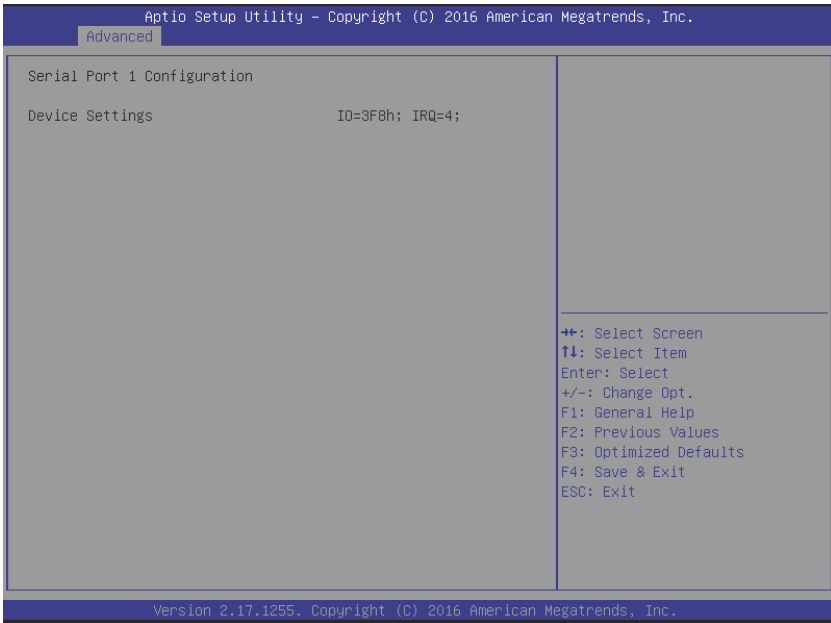 Aptio Setup Utility – Copyright (C) 2016 American Megatrends, Inc.
Advanced
Serial Port 1 Configuration
Device Settings IO=3F8h; IRQ=4;
→←: Select Screen
↑↓: Select Item
Enter: Select
+/-: Change Opt.
F1: General Help
F2: Previous Values
F3: Optimized Defaults
F4: Save & Exit
ESC: Exit
Version 2.17.1255. Copyright (C) 2016 American Megatrends, Inc.